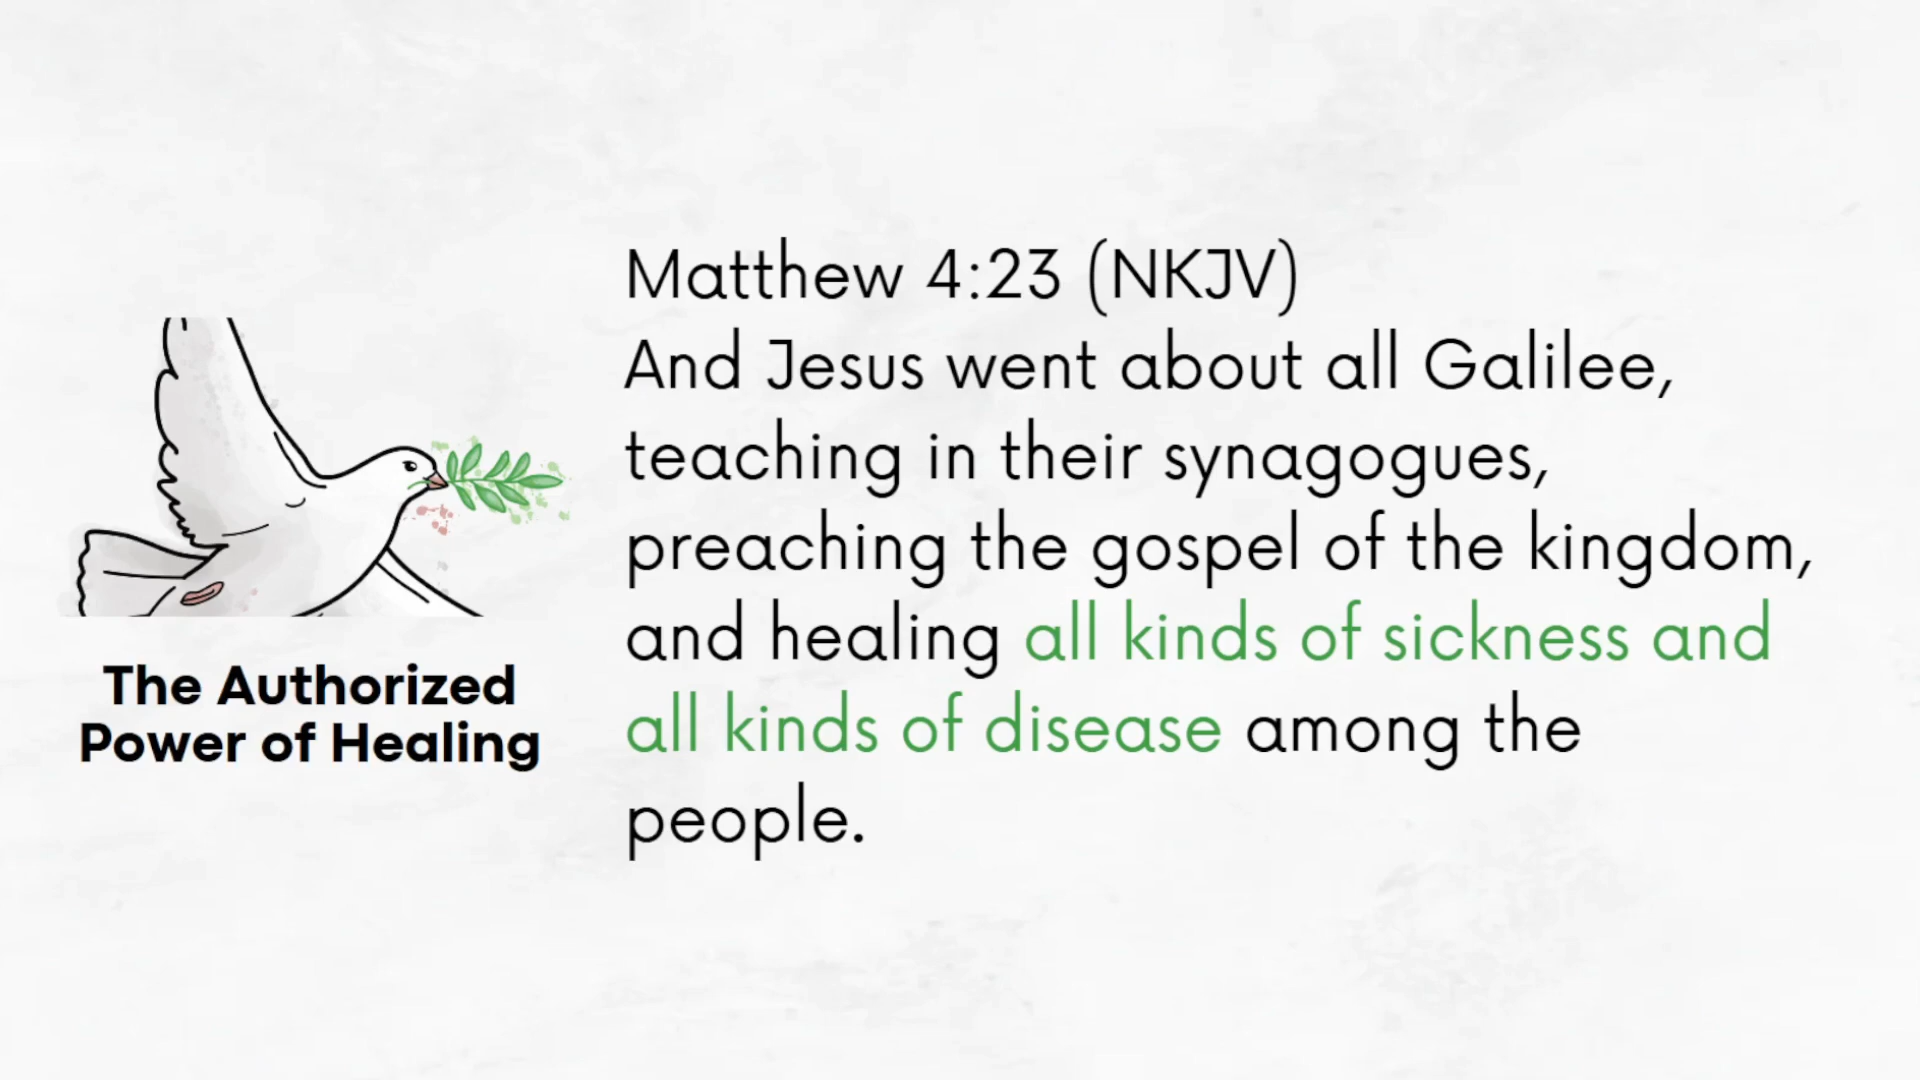 The Authorized
Power of Healing
Matthew 4:23 (NKJV)
And Jesus went about all Galilee,
teaching in their synagogues,
preaching the gospel of the kingdom,
and healing all kinds of sickness and
all kinds of disease among the
people.